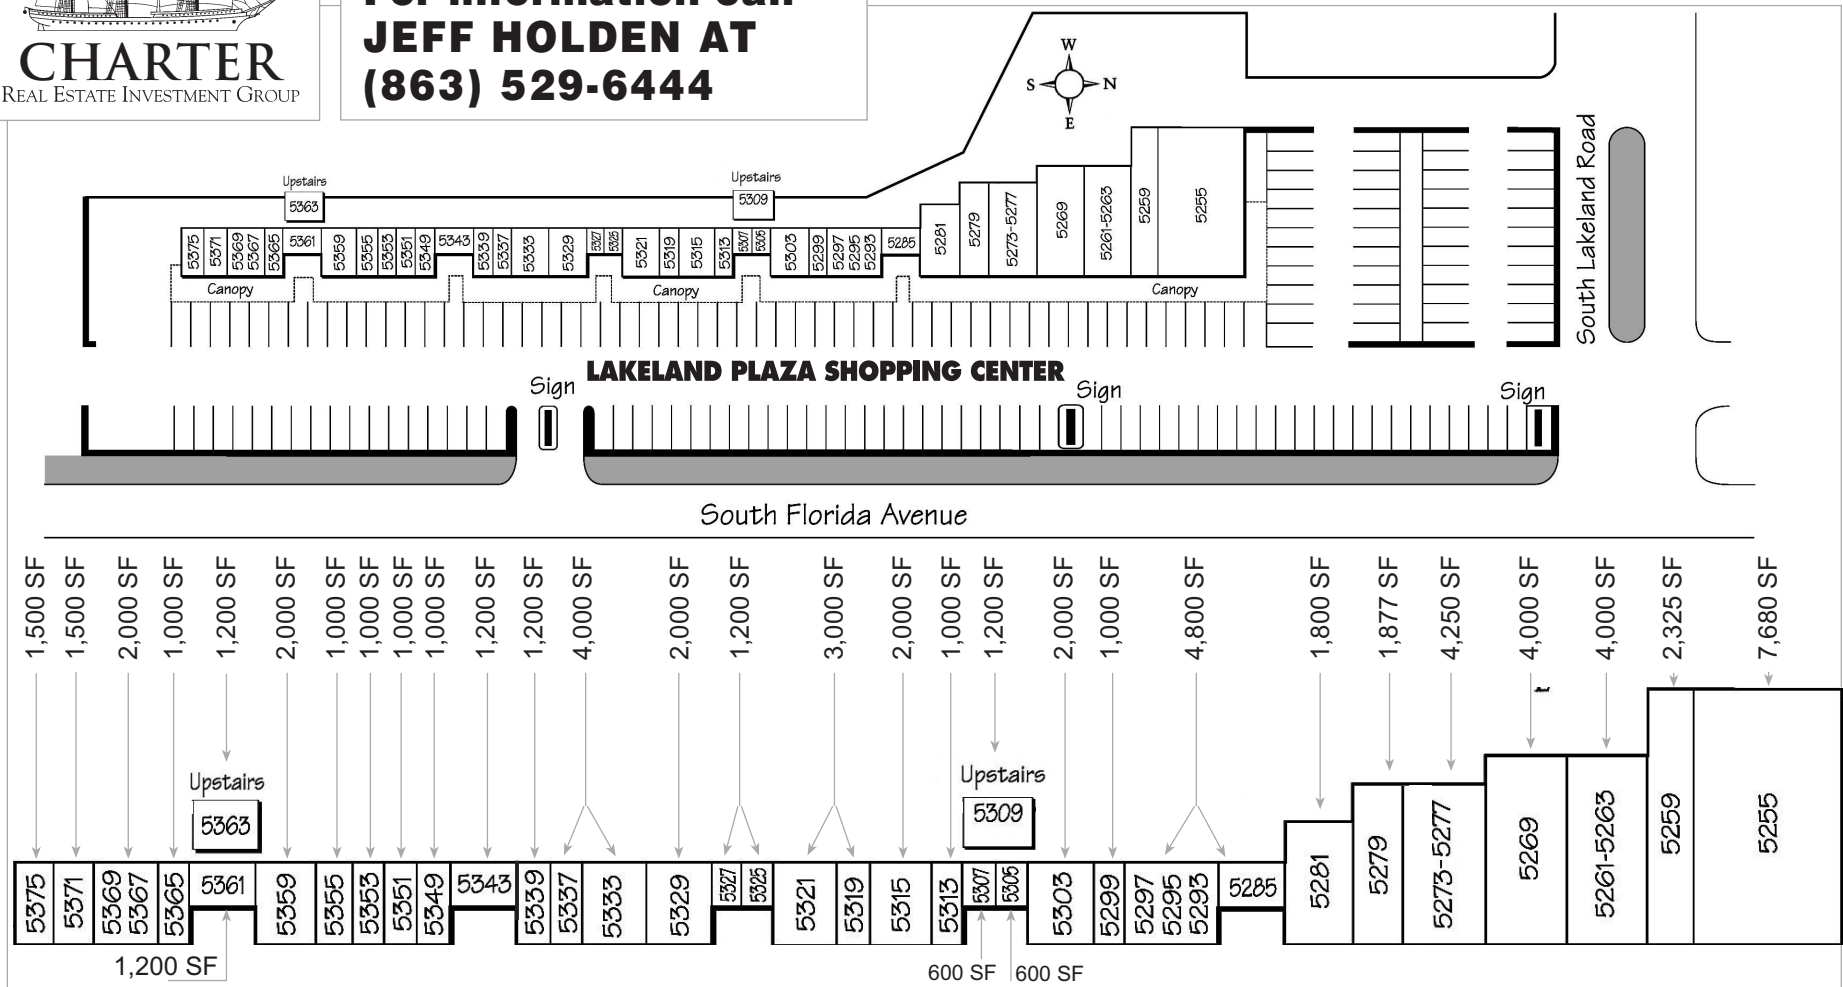 CHARTER
REAL ESTATE INVESTMENT GROUP
For information call
JEFF HOLDEN AT
(863) 529-6444
W
S
N
E
South Lakeland Road
Upstairs
5363
Upstairs
5309
5375
5371
5369
5367
5365
5361
5359
5355
5353
5351
5349
5343
5339
5337
5333
5329
5327
5325
5321
5319
5315
5313
5307
5305
5303
5299
5297
5295
5293
5285
5281
5279
5273-5277
5269
5261-5263
5259
5255
Canopy
Canopy
Canopy
LAKELAND PLAZA SHOPPING CENTER
Sign
Sign
Sign
South Florida Avenue
1,500 SF
1,500 SF
2,000 SF
1,000 SF
1,200 SF
2,000 SF
1,000 SF
1,000 SF
1,000 SF
1,000 SF
1,200 SF
1,200 SF
4,000 SF
2,000 SF
1,200 SF
3,000 SF
2,000 SF
1,000 SF
1,200 SF
2,000 SF
1,000 SF
4,800 SF
1,800 SF
1,877 SF
4,250 SF
4,000 SF
4,000 SF
2,325 SF
7,680 SF
Upstairs
5363
Upstairs
5309
5375
5371
5369
5367
5365
5361
5359
5355
5353
5351
5349
5343
5339
5337
5333
5329
5327
5325
5321
5319
5315
5313
5307
5305
5303
5299
5297
5295
5293
5285
5281
5279
5273-5277
5269
5261-5263
5259
5255
1,200 SF
600 SF
600 SF